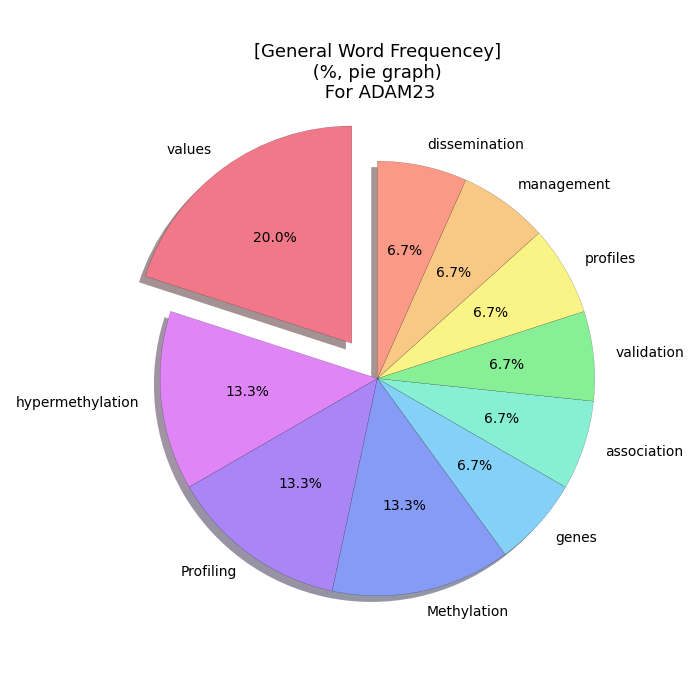 [General Word Frequencey]
(%, pie graph)
For ADAM23
values
20.0%
hypermethylation
13.3%
Profiling
13.3%
Methylation
13.3%
genes
6.7%
association
6.7%
validation
6.7%
profiles
6.7%
management
6.7%
dissemination
6.7%